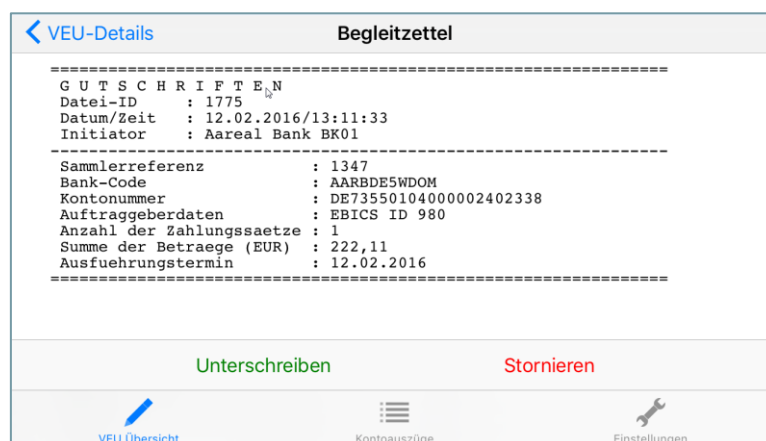 VEU-Details
Begleitzettel
================================================================
G U T S C H R I F T E N
Datei-ID : 1775
Datum/Zeit : 12.02.2016/13:11:33
Initiator : Aareal Bank BK01
----------------------------------------------------------------
Sammlerreferenz : 1347
Bank-Code : AARBDE5WDOM
Kontonummer : DE73550104000002402338
Auftraggeberdaten : EBICS ID 980
Anzahl der Zahlungssaetze : 1
Summe der Betraege (EUR) : 222,11
Ausfuehrungstermin : 12.02.2016
================================================================
Unterschreiben
Stornieren
VEU Übersicht
Kontoauszüge
Einstellungen